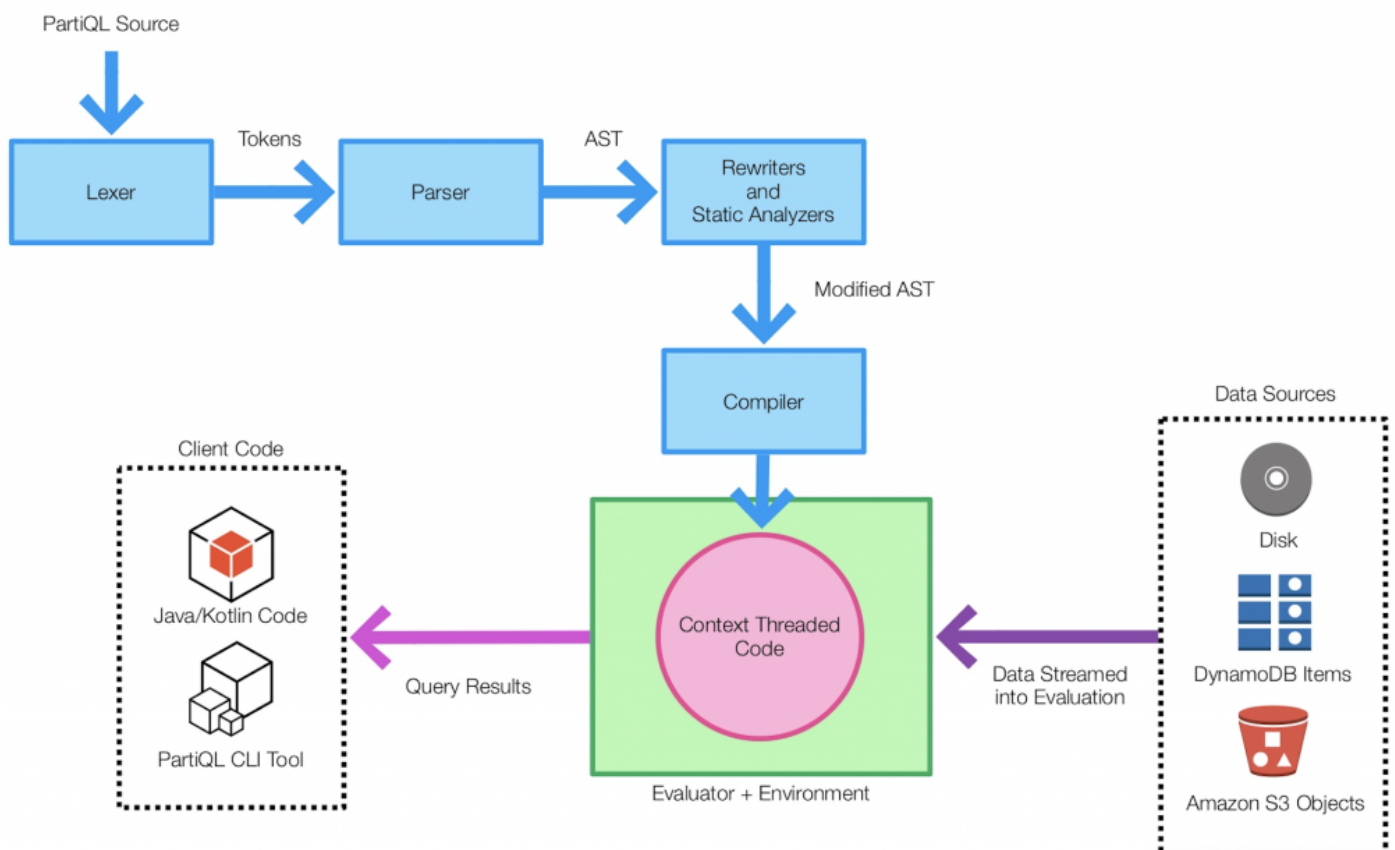 PartiQL Source
Tokens
AST
Lexer
Parser
Rewriters
and
Static Analyzers
Modified AST
Compiler
Data Sources
Client Code
Disk
Java/Kotlin Code
Context Threaded
Code
Query Results
Data Streamed
into Evaluation
DynamoDB Items
PartiQL CLI Tool
Evaluator + Environment
Amazon S3 Objects